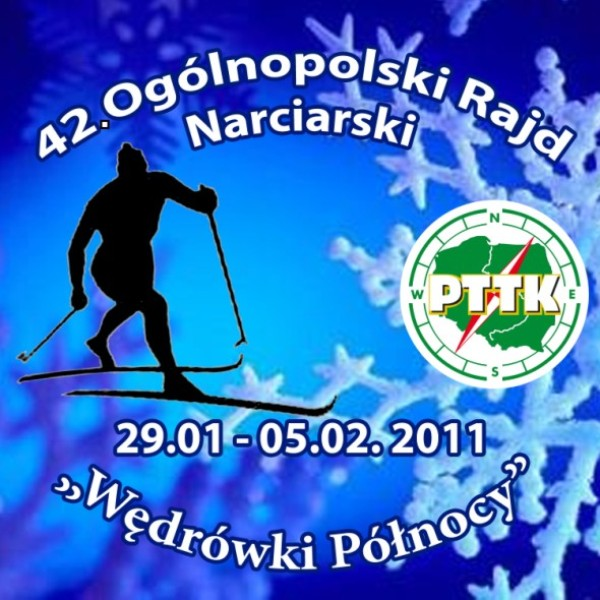 42.Ogólnopolski Rajd
Narciarski
N
W PTTK E
S
29.01 - 05.02. 2011
„Wędrówki Północy”